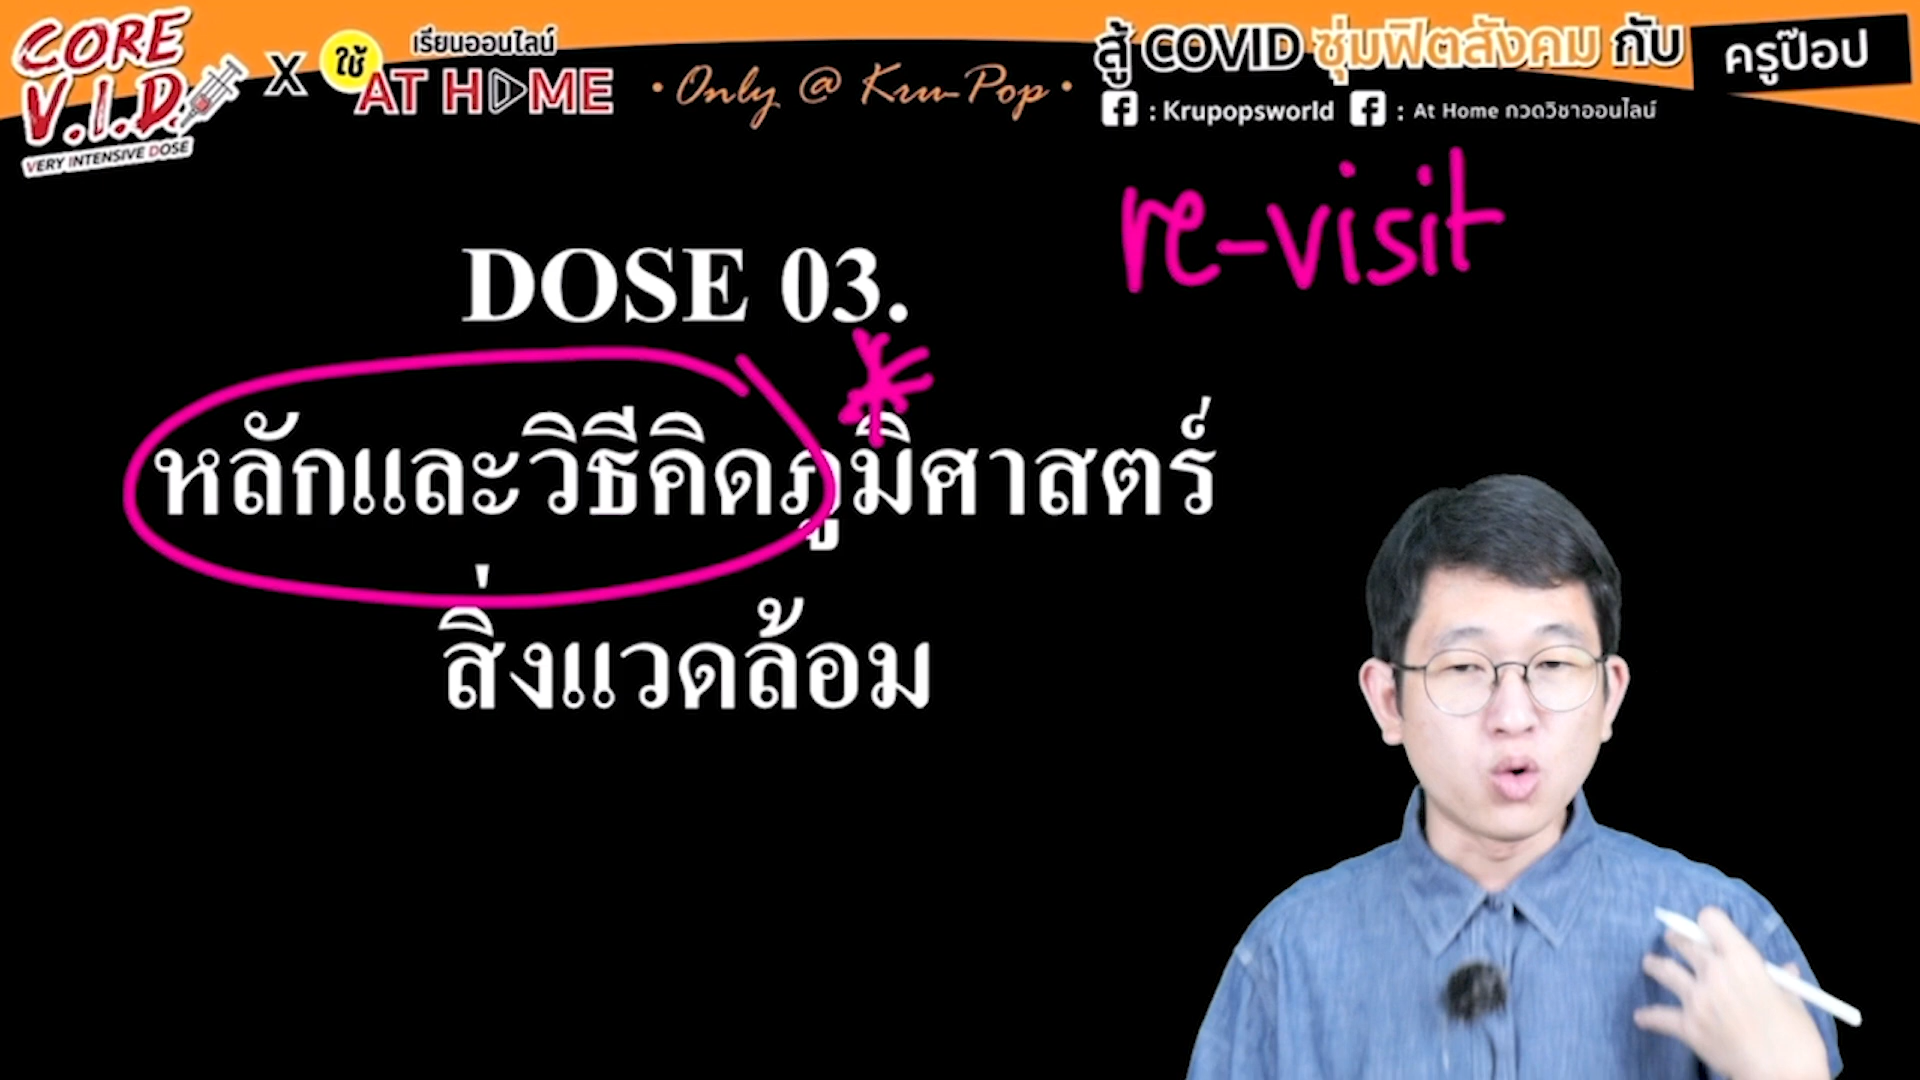 CORE
V.I.D.
VERY INTENSIVE DOSE
X
ใช้
เรียนออนไลน์
AT HOME
• Only @ Kru-Pop •
สู้ COVID ซุ่มฟิตสังคม กับ ครูป๊อป
: Krupopsworld : At Home กวดวิชาออนไลน์
re-visit
DOSE 03.
หลักและวิธีคิดภูมิศาสตร์
สิ่งแวดล้อม